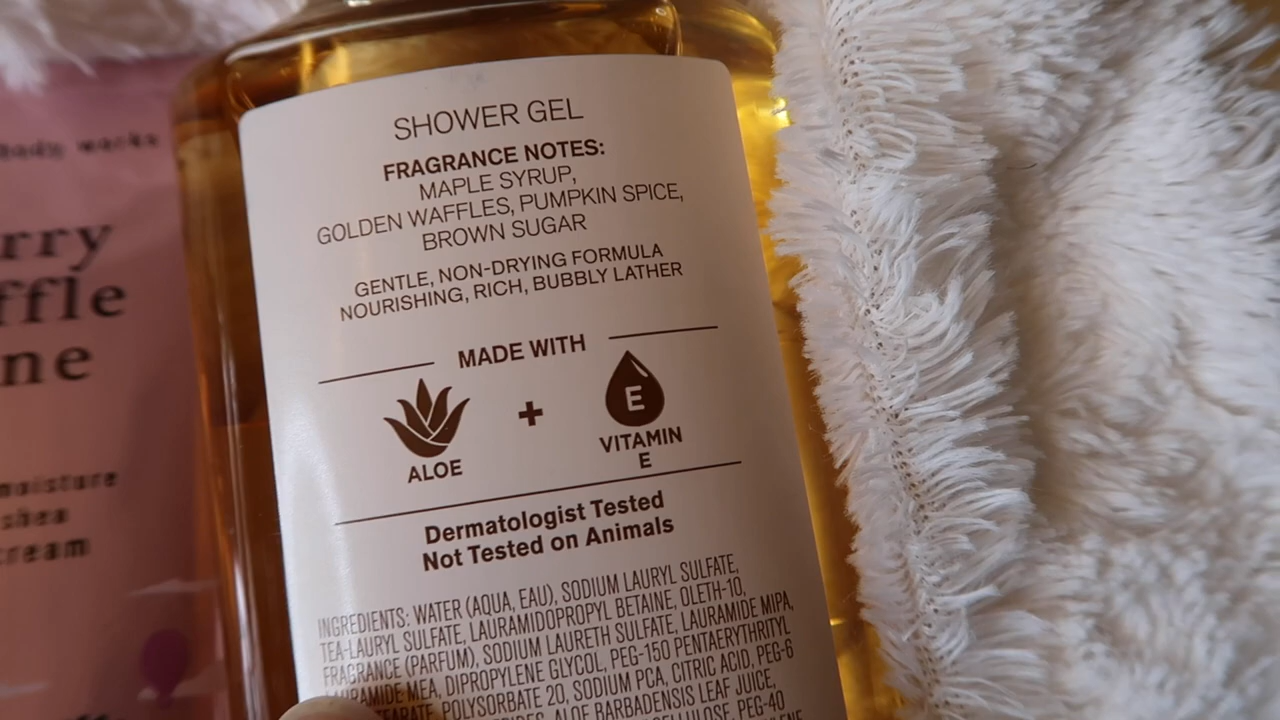 body works
rry
ffle
ne
moisture
shea
cream
SHOWER GEL
FRAGRANCE NOTES:
MAPLE SYRUP,
GOLDEN WAFFLES, PUMPKIN SPICE,
BROWN SUGAR
GENTLE, NON-DRYING FORMULA
NOURISHING, RICH, BUBBLY LATHER
MADE WITH
ALOE + E VITAMIN
E
Dermatologist Tested
Not Tested on Animals
INGREDIENTS: WATER (AQUA, EAU), SODIUM LAURYL SULFATE,
TEA-LAURYL SULFATE, LAURAMIDOPROPYL BETAINE, OLETH-10,
FRAGRANCE (PARFUM), SODIUM LAURETH SULFATE, LAURAMIDE MIPA,
LAURAMIDE MEA, DIPROPYLENE GLYCOL, PEG-150 PENTAERYTHRITYL
POLYSORBATE 20, SODIUM PCA, CITRIC ACID, PEG-6
ALOE BARBADENSIS LEAF JUICE,
PEG-40